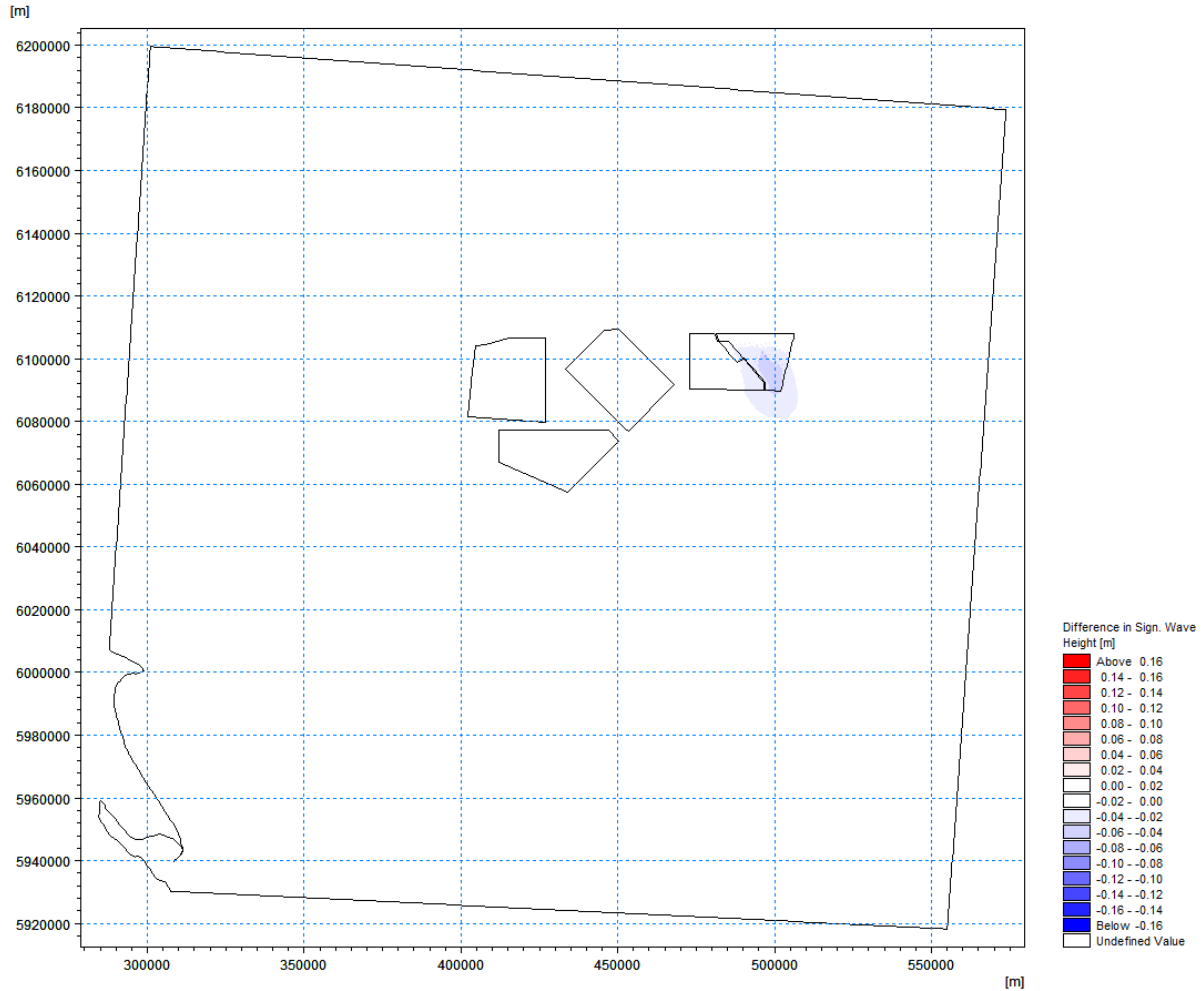 [m]
6200000
6180000
6160000
6140000
6120000
6100000
6080000
6060000
6040000
6020000
6000000
5980000
5960000
5940000
5920000
300000 350000 400000 450000 500000 550000
[m]
Difference in Sign. Wave
Height [m]
Above 0.16
0.14 - 0.16
0.12 - 0.14
0.10 - 0.12
0.08 - 0.10
0.06 - 0.08
0.04 - 0.06
0.02 - 0.04
0.00 - 0.02
-0.02 - 0.00
-0.04 - -0.02
-0.06 - -0.04
-0.08 - -0.06
-0.10 - -0.08
-0.12 - -0.10
-0.14 - -0.12
-0.16 - -0.14
Below -0.16
Undefined Value